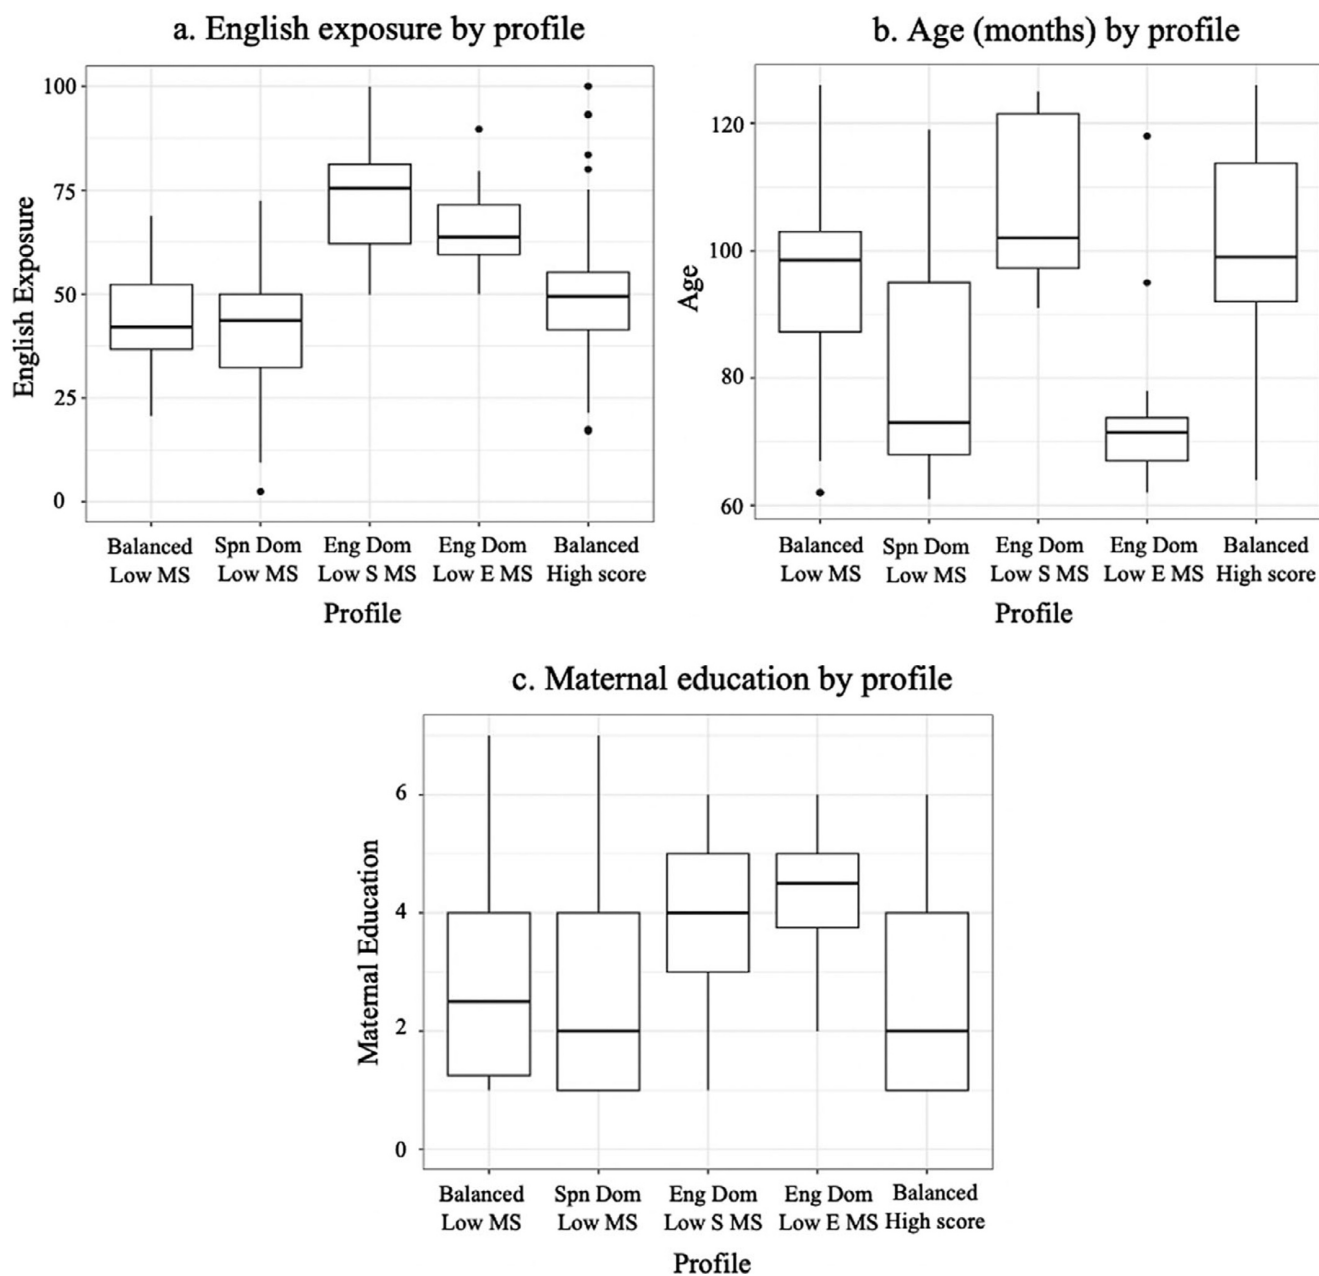 a. English exposure by profile
English Exposure
100
75
50
25
0
Balanced Spn Dom Eng Dom Eng Dom Balanced
Low MS Low MS Low S MS Low E MS High score
Profile
b. Age (months) by profile
Age
120
100
80
60
Balanced Spn Dom Eng Dom Eng Dom Balanced
Low MS Low MS Low S MS Low E MS High score
Profile
c. Maternal education by profile
Maternal Education
6
4
2
0
Balanced Spn Dom Eng Dom Eng Dom Balanced
Low MS Low MS Low S MS Low E MS High score
Profile